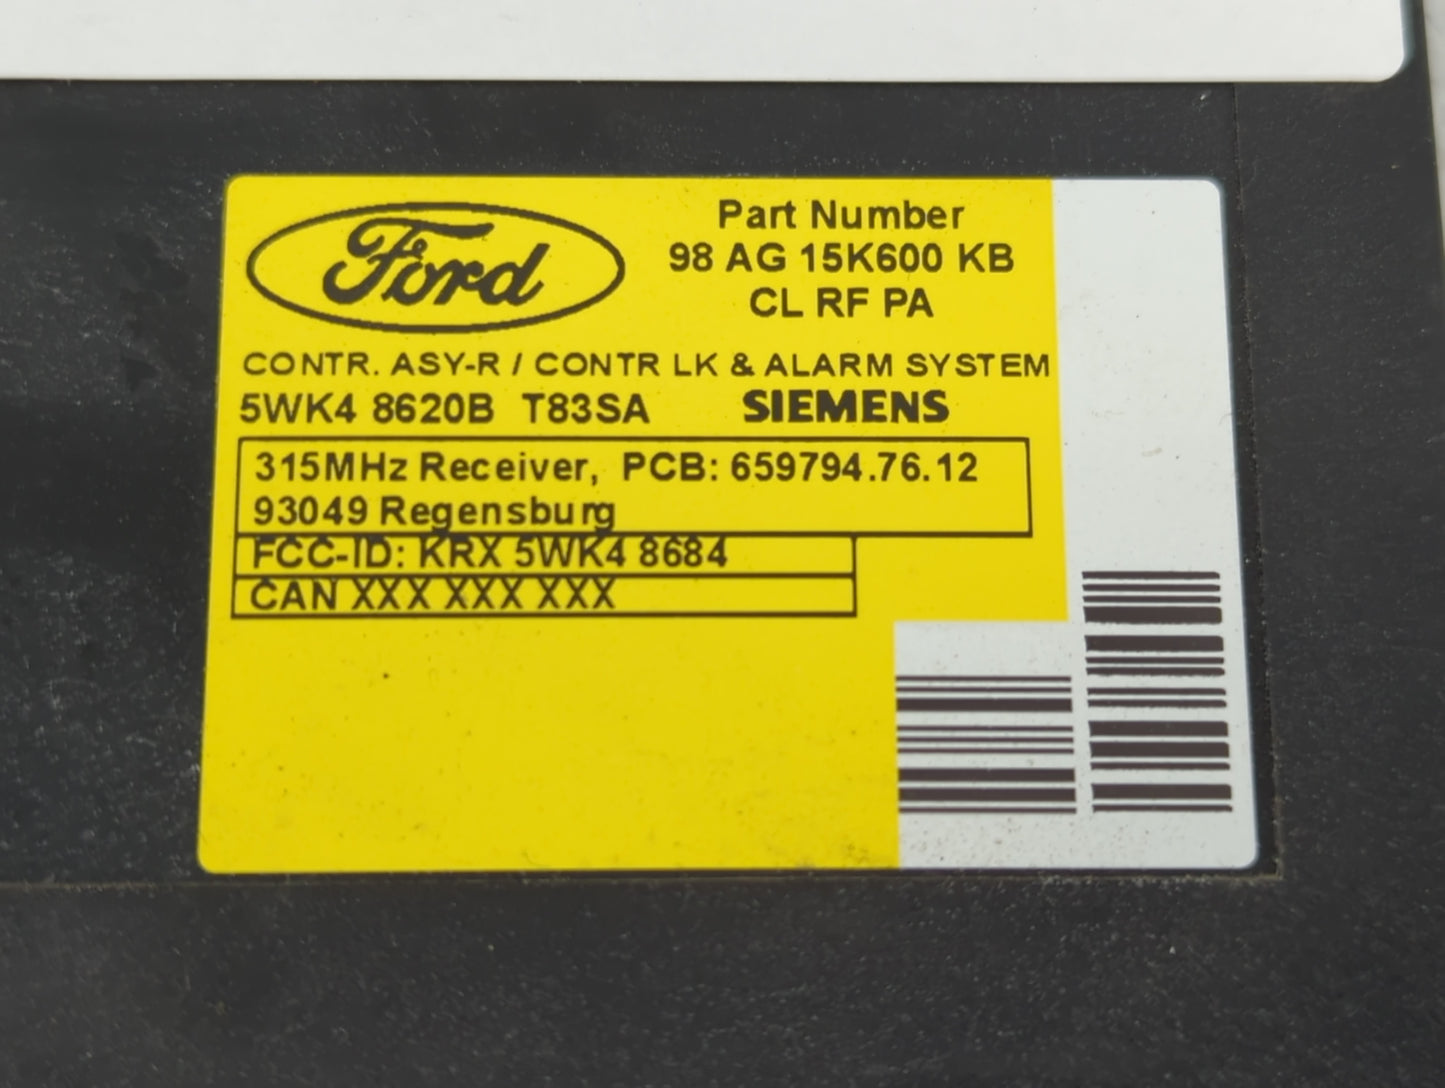 Ford
Part Number
98 AG 15K600 KB
CL RF PA
CONTR. ASY-R / CONTR LK & ALARM SYSTEM
5WK4 8620B T83SA SIEMENS
315MHz Receiver, PCB: 659794.76.12
93049 Regensburg
FCC-ID: KRX 5WK4 8684
CAN XXX XXX XXX